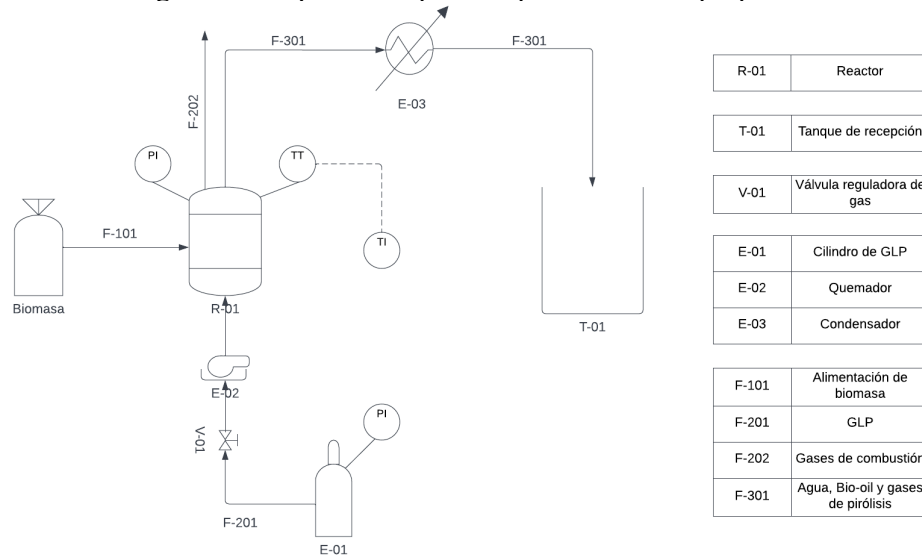 F-301
F-301
E-03
F-202
PI
TT
TI
F-101
Biomasa
R-01
T-01
E-02
V-01
PI
F-201
E-01
R-01 Reactor
T-01 Tanque de recepción
V-01 Válvula reguladora de
gas
E-01 Cilindro de GLP
E-02 Quemador
E-03 Condensador
F-101 Alimentación de
biomasa
F-201 GLP
F-202 Gases de combustión
F-301 Agua, Bio-oil y gases
de pirólisis